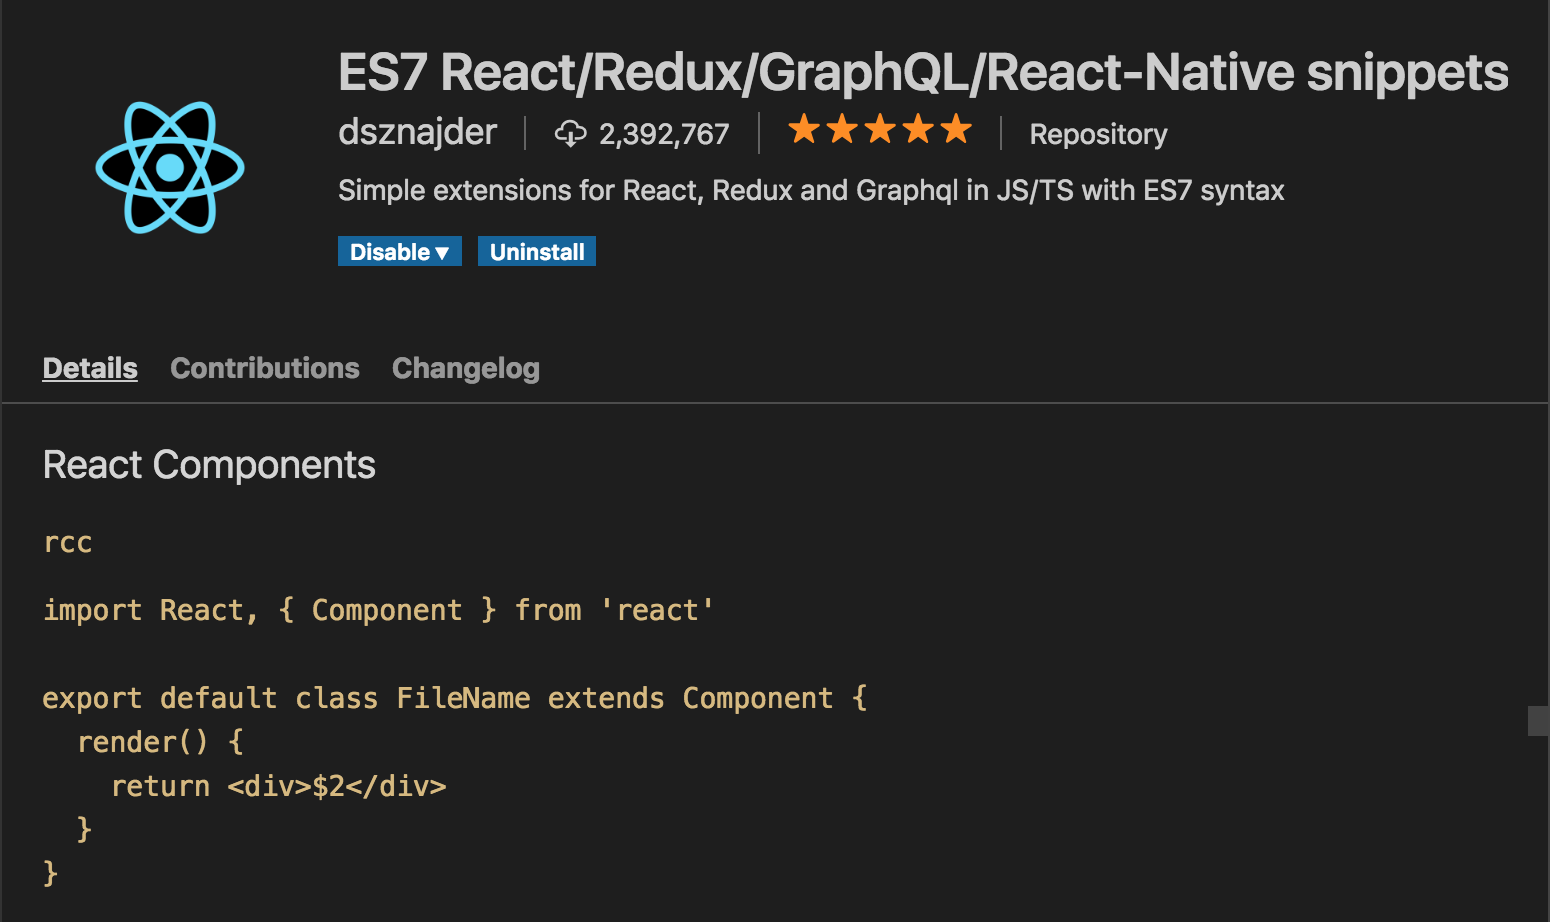 ES7 React/Redux/GraphQL/React-Native snippets
dsznajder | 2,392,767 | ★★★★★ | Repository
Simple extensions for React, Redux and Graphql in JS/TS with ES7 syntax
Disable ▼ Uninstall
Details Contributions Changelog
React Components
rcc
import React, { Component } from 'react'
export default class FileName extends Component {
  render() {
    return <div>$2</div>
  }
}